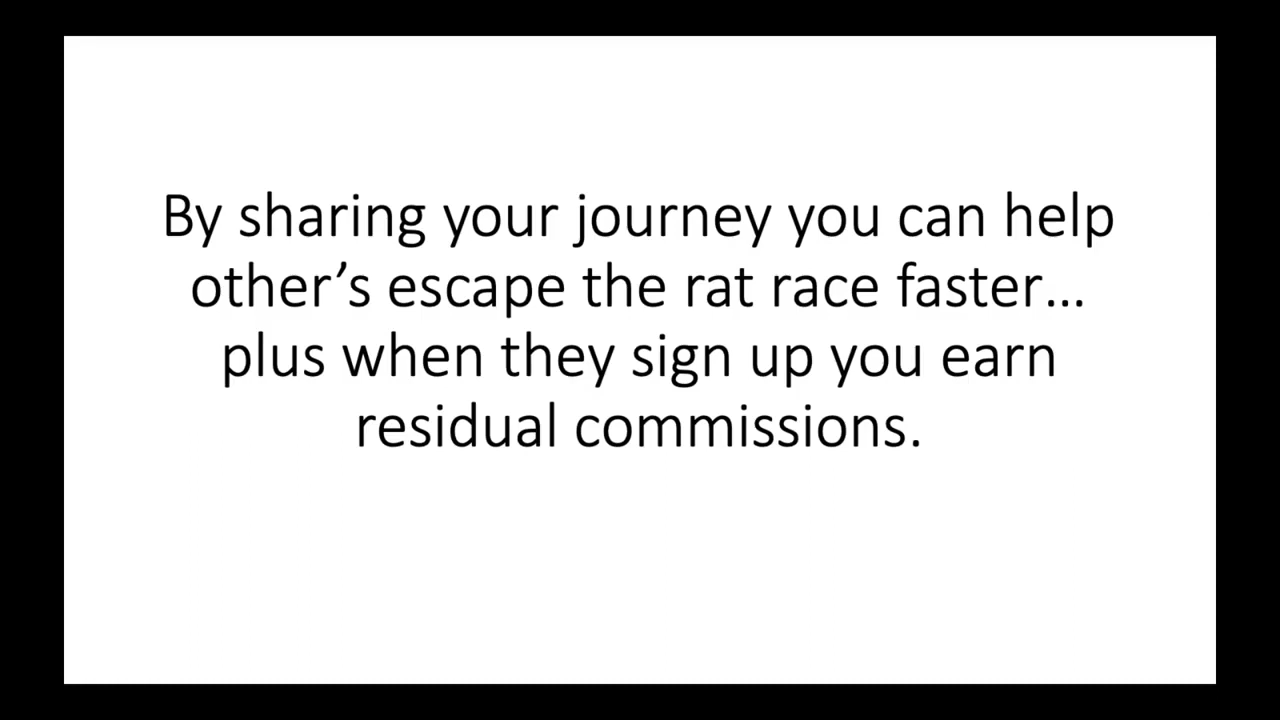 By sharing your journey you can help
other’s escape the rat race faster…
plus when they sign up you earn
residual commissions.